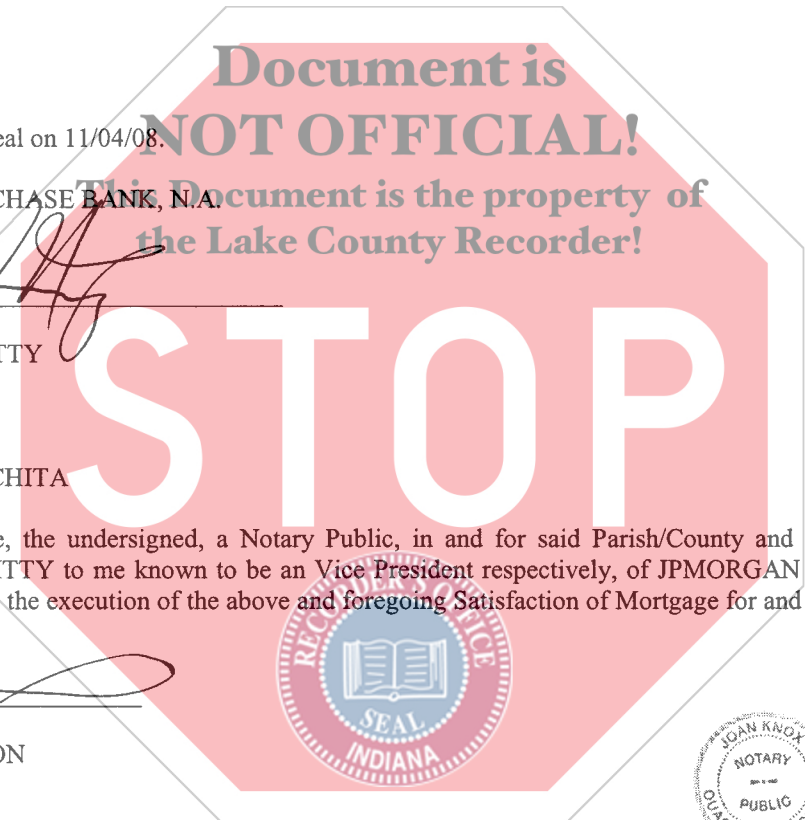 Document is
eal on 11/04/08.
NOT OFFICIAL!
CHASE BANK, N.A.
This Document is the property of
the Lake County Recorder!
TTY
STOP
CHITA
e, the undersigned, a Notary Public, in and for said Parish/County and
ITTY to me known to be an Vice President respectively, of JPMORGAN
the execution of the above and foregoing Satisfaction of Mortgage for and
RECORDER'S OFFICE
SEAL
INDIANA
ON
JOAN KNOX
NOTARY
PUBLIC
OUA